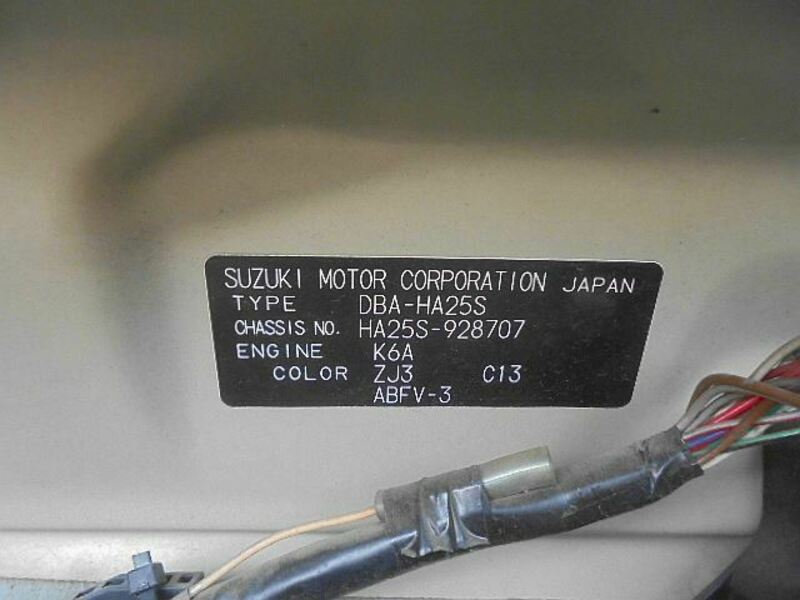 SUZUKI MOTOR CORPORATION JAPAN
TYPE DBA-HA25S
CHASSIS NO. HA25S-928707
ENGINE K6A
COLOR ZJ3 C13
ABFV-3